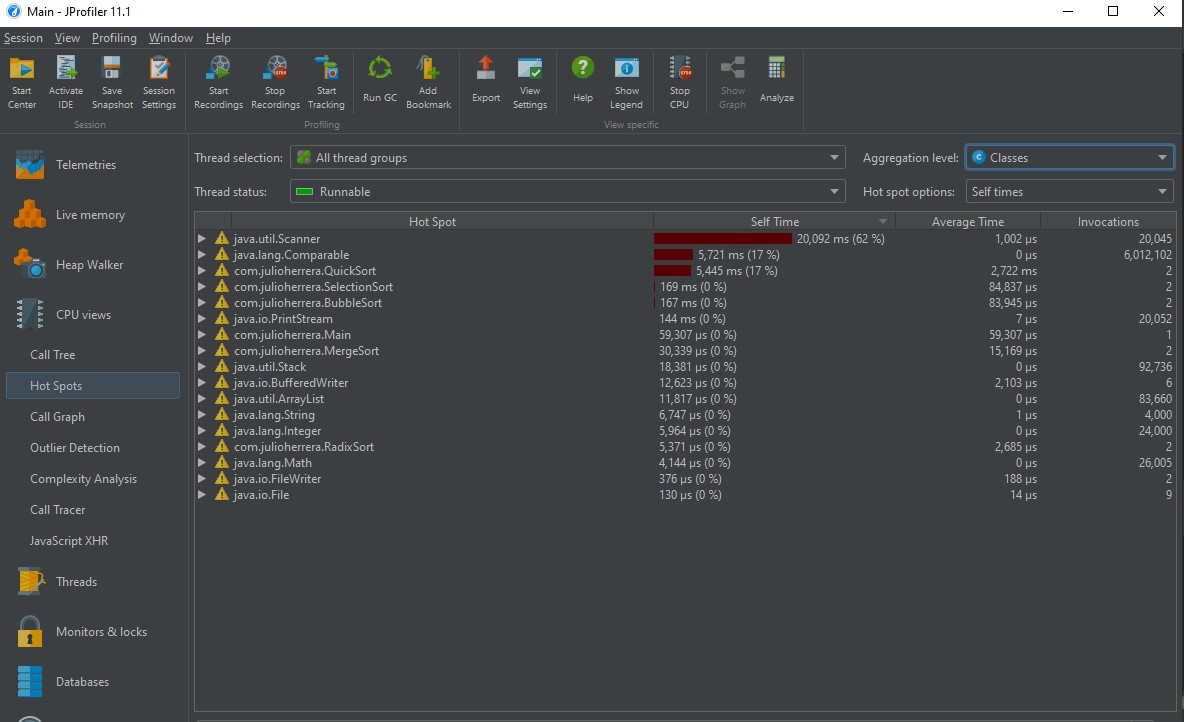 Main - JProfiler 11.1
Session View Profiling Window Help
Start Center
Activate IDE
Save Snapshot
Session Settings
Start Recordings
Stop Recordings
Start Tracking
Run GC
Add Bookmark
Export
View Settings
Help
Show Legend
Stop CPU
Show Graph
Analyze
Session
Profiling
View specific
Telemetries
Live memory
Heap Walker
CPU views
Call Tree
Hot Spots
Call Graph
Outlier Detection
Complexity Analysis
Call Tracer
JavaScript XHR
Threads
Monitors & locks
Databases
Thread selection: All thread groups Aggregation level: Classes
Thread status: Runnable Hot spot options: Self times
Hot Spot Self Time Average Time Invocations
java.util.Scanner 20,092 ms (62 %) 1,002 µs 20,045
java.lang.Comparable 5,721 ms (17 %) 0 µs 6,012,102
com.julioherrera.QuickSort 5,445 ms (17 %) 2,722 ms 2
com.julioherrera.SelectionSort 169 ms (0 %) 84,837 µs 2
com.julioherrera.BubbleSort 167 ms (0 %) 83,945 µs 2
java.io.PrintStream 144 ms (0 %) 7 µs 20,052
com.julioherrera.Main 59,307 µs (0 %) 59,307 µs 1
com.julioherrera.MergeSort 30,339 µs (0 %) 15,169 µs 2
java.util.Stack 18,381 µs (0 %) 0 µs 92,736
java.io.BufferedWriter 12,623 µs (0 %) 2,103 µs 6
java.util.ArrayList 11,817 µs (0 %) 0 µs 83,660
java.lang.String 6,747 µs (0 %) 1 µs 4,000
java.lang.Integer 5,964 µs (0 %) 0 µs 24,000
com.julioherrera.RadixSort 5,371 µs (0 %) 2,685 µs 2
java.lang.Math 4,144 µs (0 %) 0 µs 26,005
java.io.FileWriter 376 µs (0 %) 188 µs 2
java.io.File 130 µs (0 %) 14 µs 9